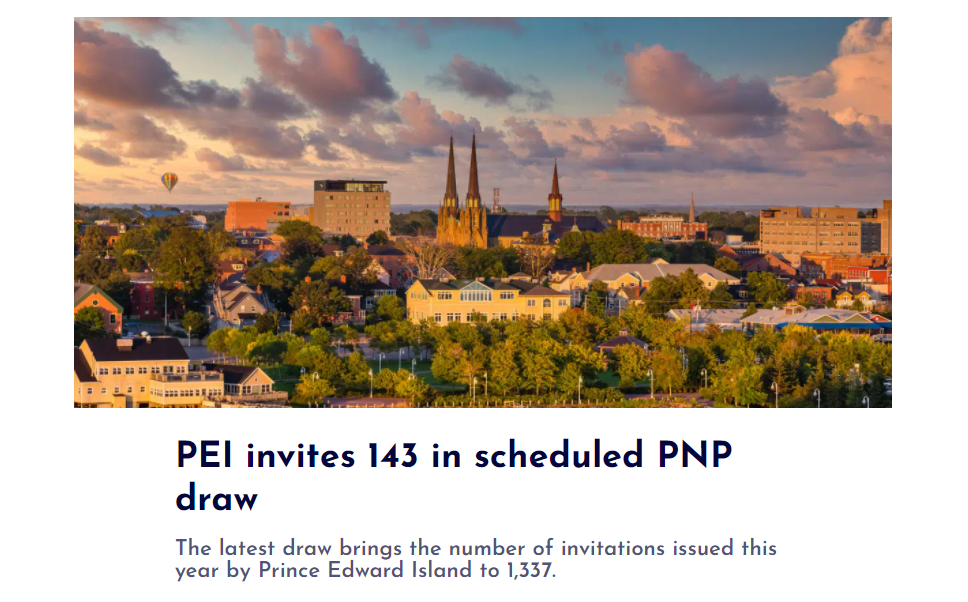 PEI invites 143 in scheduled PNP
draw
The latest draw brings the number of invitations issued this
year by Prince Edward Island to 1,337.